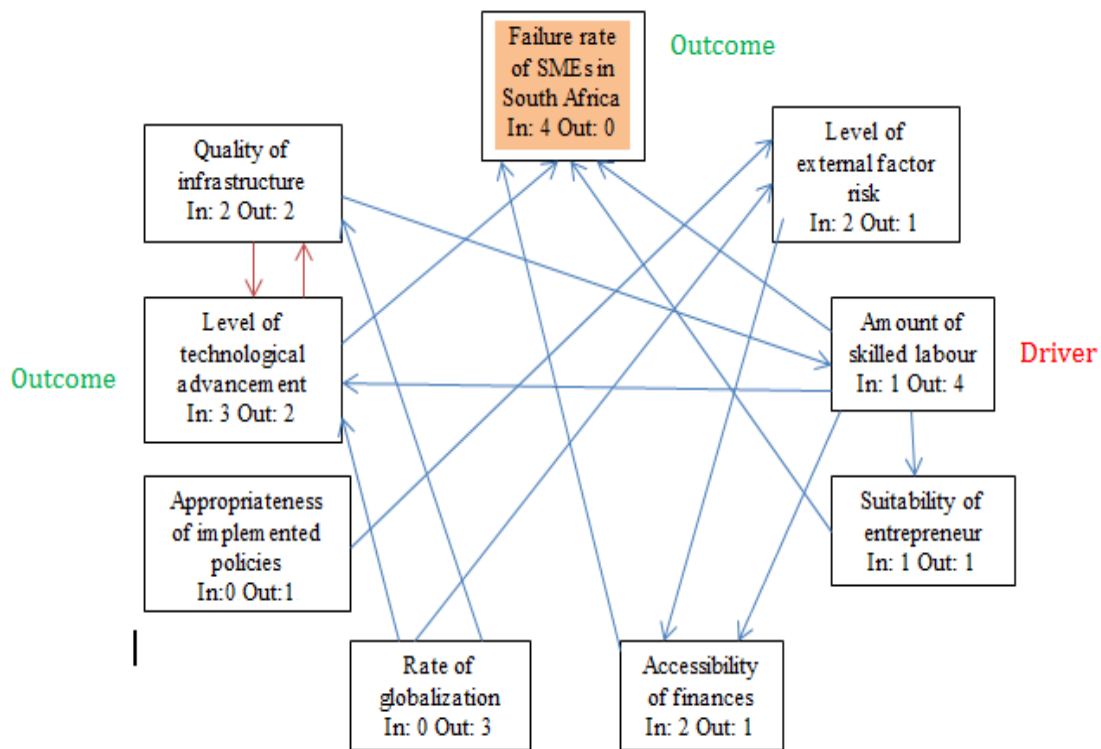 Failure rate
of SMEs in
South Africa
In: 4 Out: 0
Outcome
Quality of
infrastructure
In: 2 Out: 2
Level of
external factor
risk
In: 2 Out: 1
Outcome
Level of
technological
advancement
In: 3 Out: 2
Amount of
skilled labour
In: 1 Out: 4
Driver
Appropriateness
of implemented
policies
In:0 Out:1
Suitability of
entrepreneur
In: 1 Out: 1
Rate of
globalization
In: 0 Out: 3
Accessibility
of finances
In: 2 Out: 1